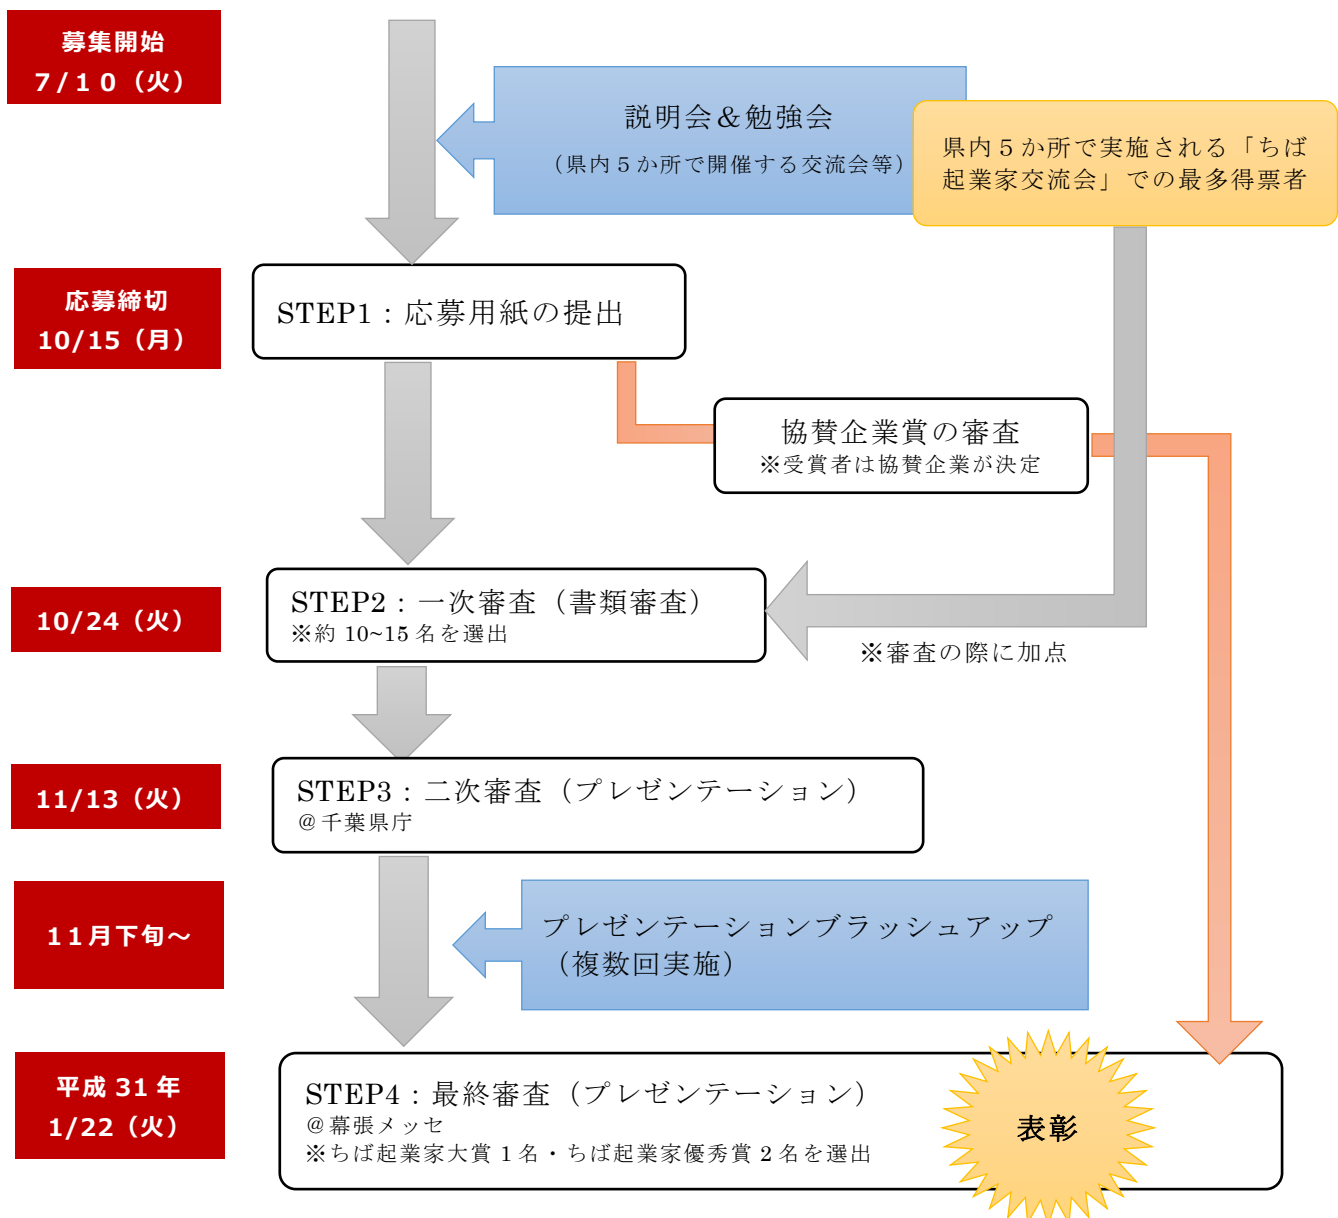 募集開始
7/10（火）
説明会＆勉強会
（県内５か所で開催する交流会等）
県内５か所で実施される「ちば
起業家交流会」での最多得票者
応募締切
10/15（月）
STEP1：応募用紙の提出
協賛企業賞の審査
※受賞者は協賛企業が決定
10/24（火）
STEP2：一次審査（書類審査）
※約 10~15 名を選出
※審査の際に加点
11/13（火）
STEP3：二次審査（プレゼンテーション）
＠千葉県庁
11月下旬～
プレゼンテーションブラッシュアップ
（複数回実施）
平成 31 年
1/22（火）
STEP4：最終審査（プレゼンテーション）
＠幕張メッセ
※ちば起業家大賞 1 名・ちば起業家優秀賞 2 名を選出
表彰